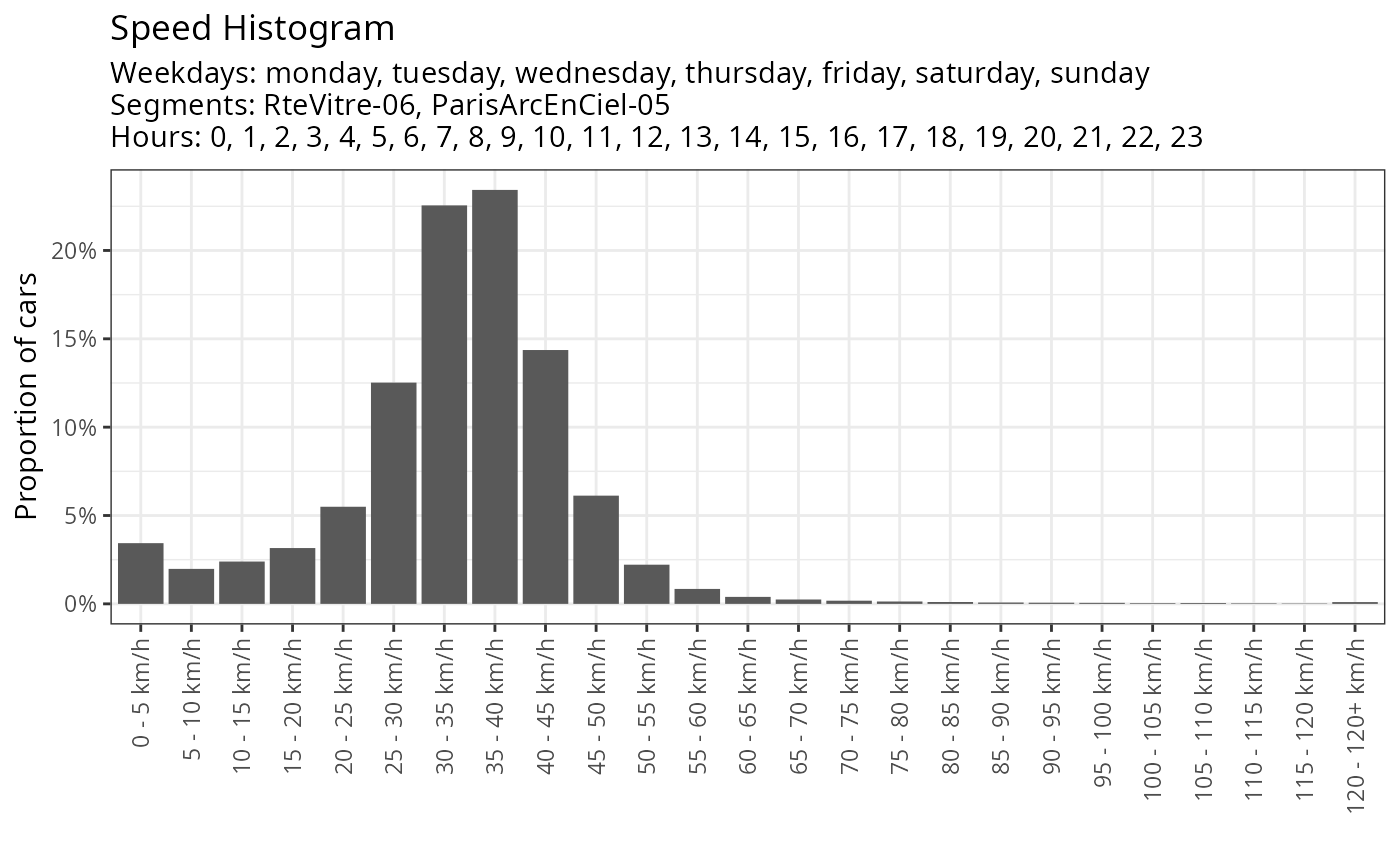 Speed Histogram
Weekdays: monday, tuesday, wednesday, thursday, friday, saturday, sunday
Segments: RteVitre-06, ParisArcEnCiel-05
Hours: 0, 1, 2, 3, 4, 5, 6, 7, 8, 9, 10, 11, 12, 13, 14, 15, 16, 17, 18, 19, 20, 21, 22, 23
Proportion of cars
20%
15%
10%
5%
0%
0 - 5 km/h
5 - 10 km/h
10 - 15 km/h
15 - 20 km/h
20 - 25 km/h
25 - 30 km/h
30 - 35 km/h
35 - 40 km/h
40 - 45 km/h
45 - 50 km/h
50 - 55 km/h
55 - 60 km/h
60 - 65 km/h
65 - 70 km/h
70 - 75 km/h
75 - 80 km/h
80 - 85 km/h
85 - 90 km/h
90 - 95 km/h
95 - 100 km/h
100 - 105 km/h
105 - 110 km/h
110 - 115 km/h
115 - 120 km/h
120 - 120+ km/h